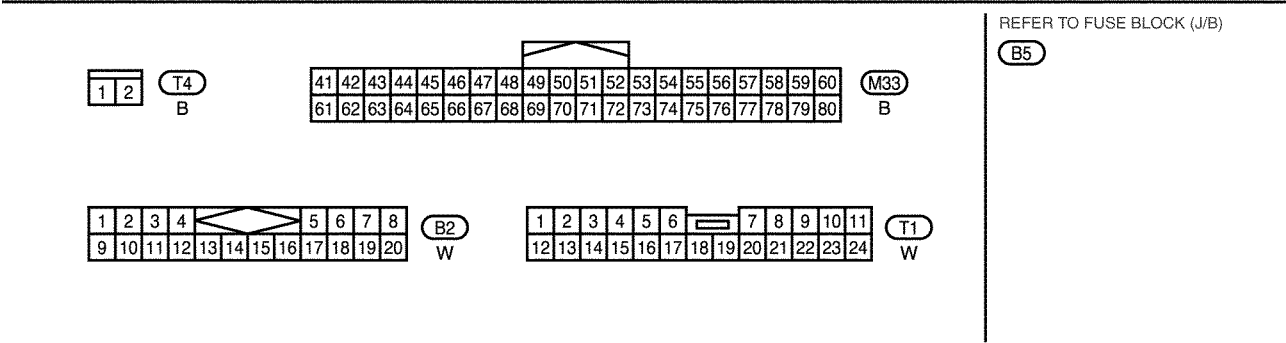 REFER TO FUSE BLOCK (J/B)
B5
1 2 T4
B
41 42 43 44 45 46 47 48 49 50 51 52 53 54 55 56 57 58 59 60
61 62 63 64 65 66 67 68 69 70 71 72 73 74 75 76 77 78 79 80
M33
B
1 2 3 4 5 6 7 8
9 10 11 12 13 14 15 16 17 18 19 20
B2
W
1 2 3 4 5 6 7 8 9 10 11
12 13 14 15 16 17 18 19 20 21 22 23 24
T1
W